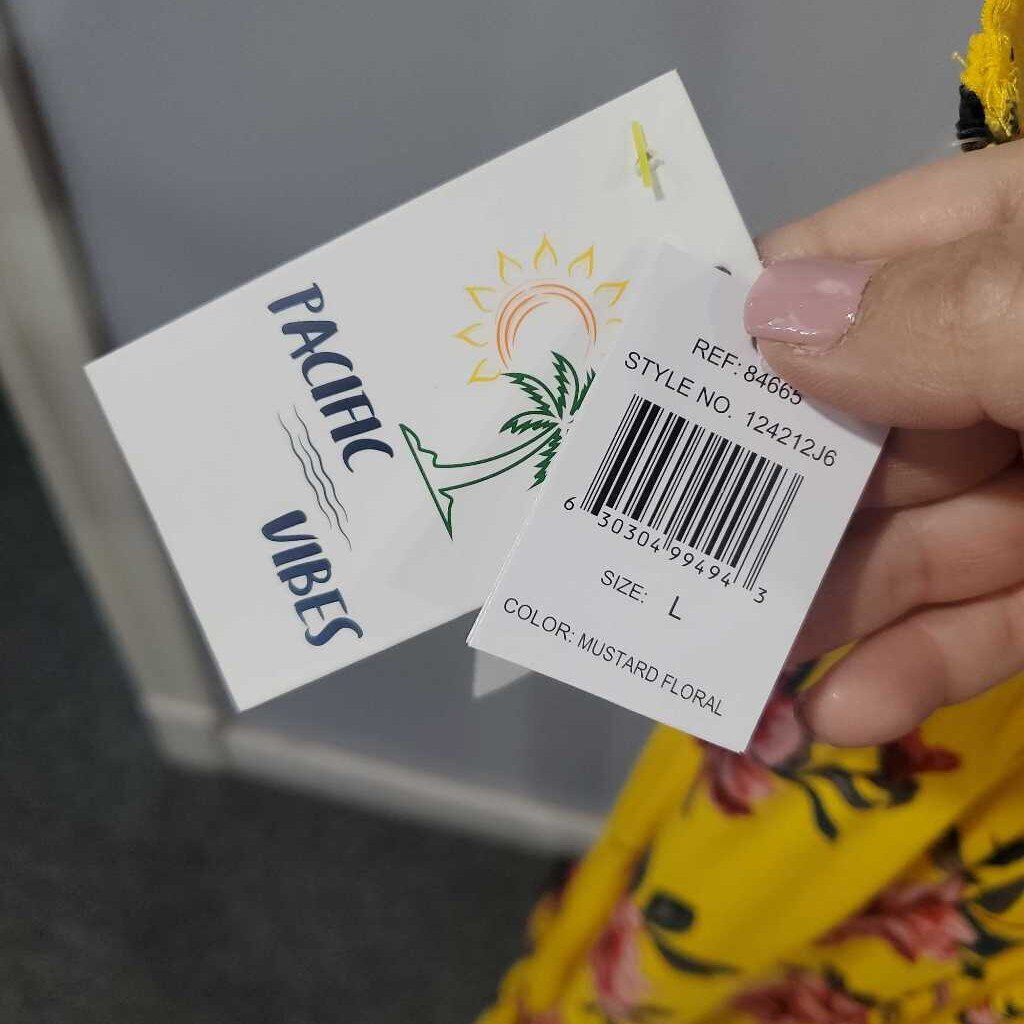 PACIFIC
VIBES
REF: 84665
STYLE NO. 124212J6
6 30304 99494 3
SIZE: L
COLOR: MUSTARD FLORAL